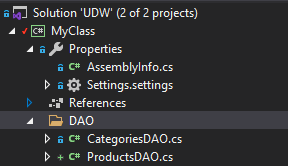 Solution 'UDW' (2 of 2 projects)
C# MyClass
Properties
C# AssemblyInfo.cs
Settings.settings
References
DAO
C# CategoriesDAO.cs
C# ProductsDAO.cs